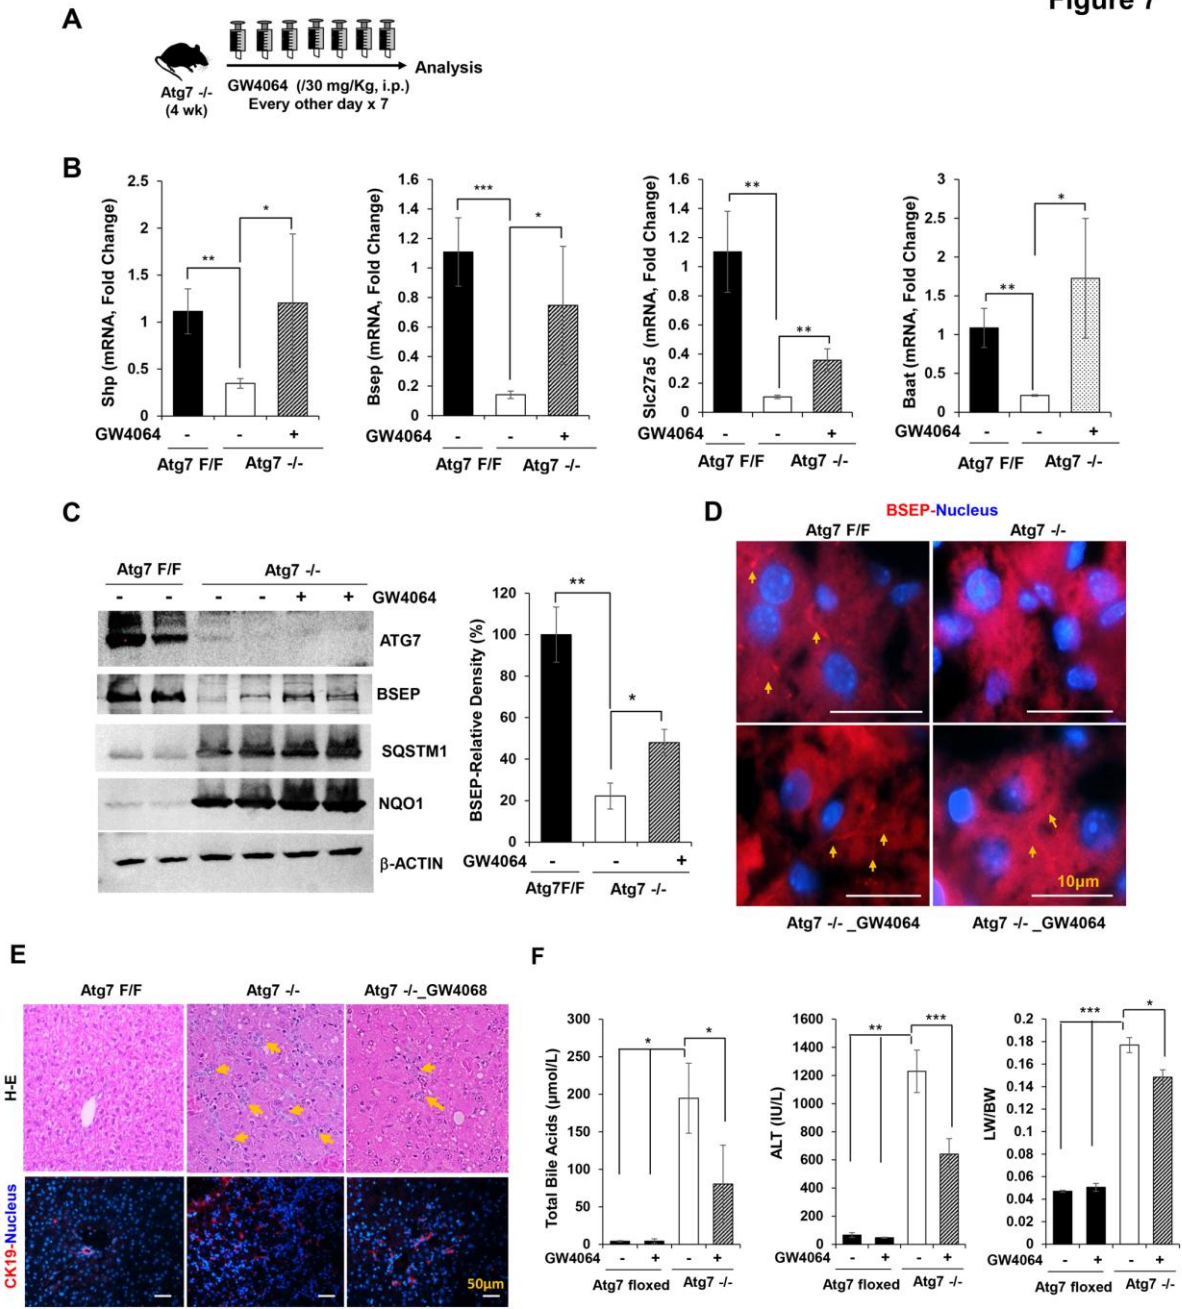 Figure 7
A
Atg7 -/-
(4 wk)
GW4064 (/30 mg/Kg, i.p.)
Every other day x 7
Analysis
B
Shp (mRNA, Fold Change)
2.5
2
1.5
1
0.5
0
**
*
GW4064 - - +
Atg7 F/F Atg7 -/-
Bsep (mRNA, Fold Change)
1.6
1.4
1.2
1
0.8
0.6
0.4
0.2
0
***
*
GW4064 - - +
Atg7 F/F Atg7 -/-
Slc27a5 (mRNA, Fold Change)
1.6
1.4
1.2
1
0.8
0.6
0.4
0.2
0
**
**
GW4064 - - +
Atg7 F/F Atg7 -/-
Baat (mRNA, Fold Change)
3
2.5
2
1.5
1
0.5
0
**
*
GW4064 - - +
Atg7 F/F Atg7 -/-
C
Atg7 F/F Atg7 -/-
- - - - + + GW4064
ATG7
BSEP
SQSTM1
NQO1
β-ACTIN
BSEP-Relative Density (%)
120
100
80
60
40
20
0
**
*
GW4064 - - +
Atg7F/F Atg7 -/-
D
BSEP-Nucleus
Atg7 F/F Atg7 -/-
10μm
Atg7 -/- _GW4064 Atg7 -/- _GW4064
E
Atg7 F/F Atg7 -/- Atg7 -/-_GW4068
H-E
CK19-Nucleus
50μm
F
Total Bile Acids (μmol/L)
300
250
200
150
100
50
0
*
*
GW4064 - + - +
Atg7 floxed Atg7 -/-
ALT (IU/L)
1600
1400
1200
1000
800
600
400
200
0
**
***
GW4064 - + - +
Atg7 floxed Atg7 -/-
LW/BW
0.2
0.18
0.16
0.14
0.12
0.1
0.08
0.06
0.04
0.02
0
***
*
GW4064 - + - +
Atg7 floxed Atg7 -/-